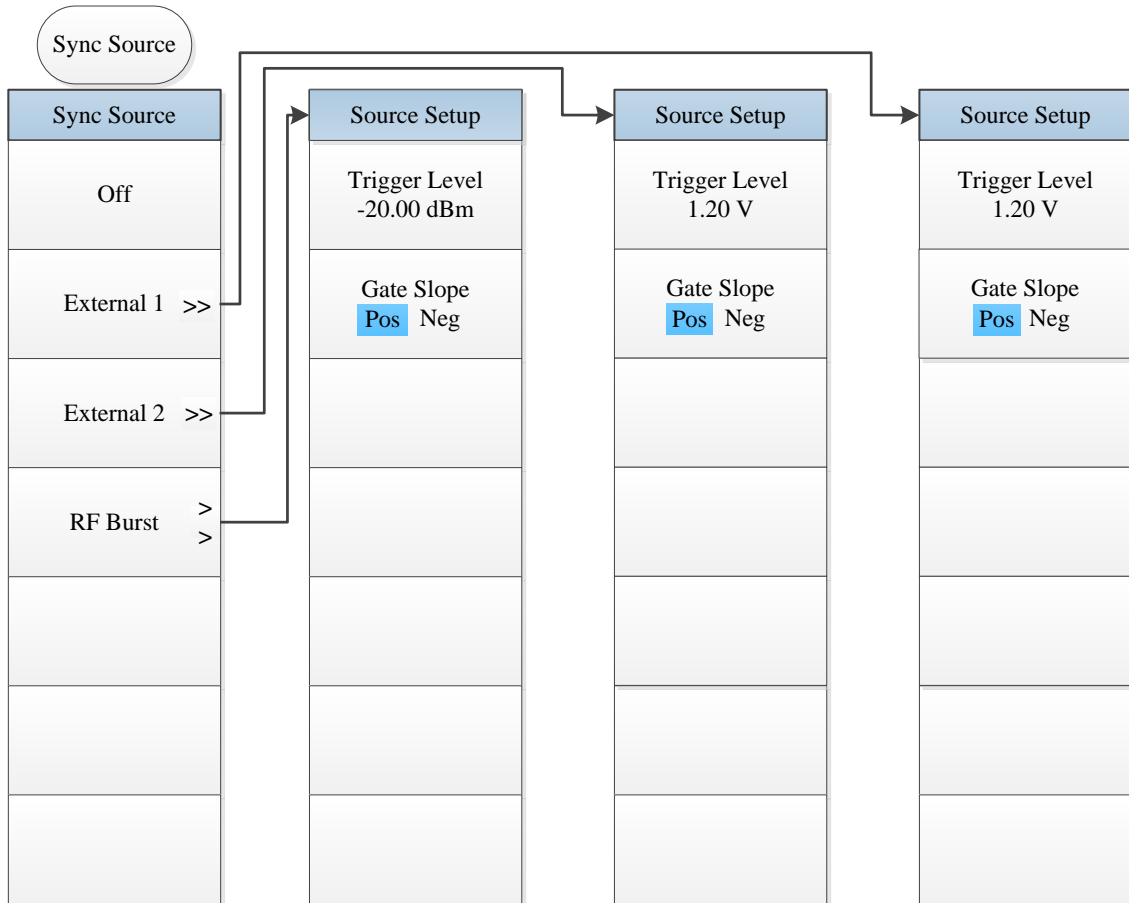 Sync Source
Sync Source
Off
External 1 >>
External 2 >>
RF Burst >
>
Source Setup
Trigger Level
-20.00 dBm
Gate Slope
Pos Neg
Source Setup
Trigger Level
1.20 V
Gate Slope
Pos Neg
Source Setup
Trigger Level
1.20 V
Gate Slope
Pos Neg